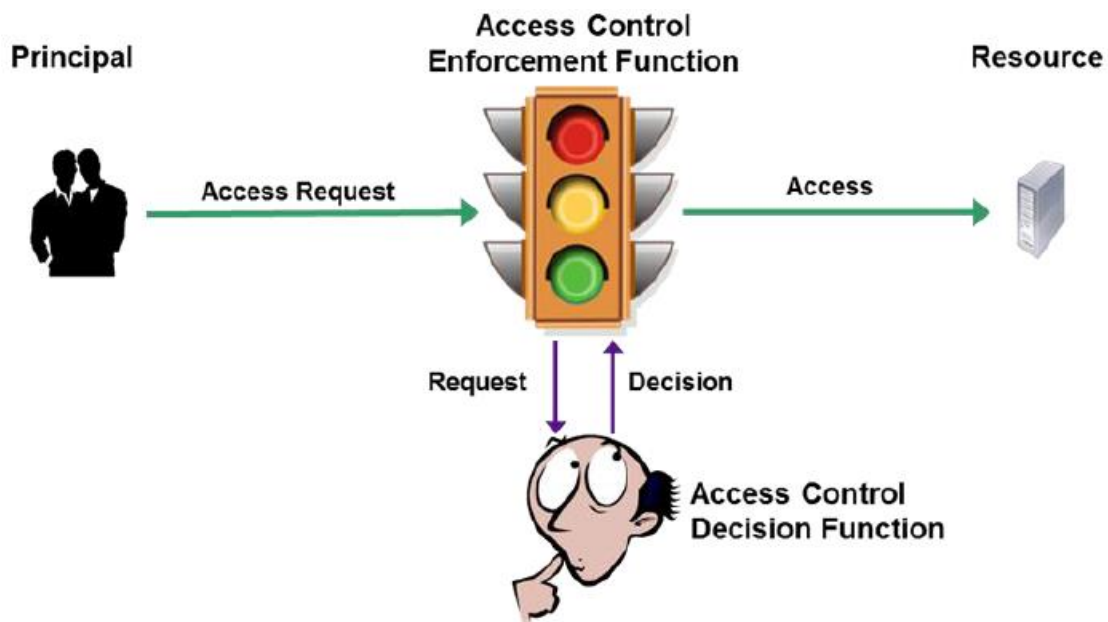 Principal
Access Control
Enforcement Function
Resource
Access Request
Access
Request
Decision
Access Control
Decision Function